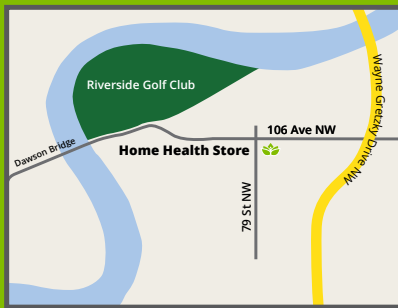 Wayne Gretzky Drive NW
Riverside Golf Club
106 Ave NW
Dawson Bridge
Home Health Store
79 St NW